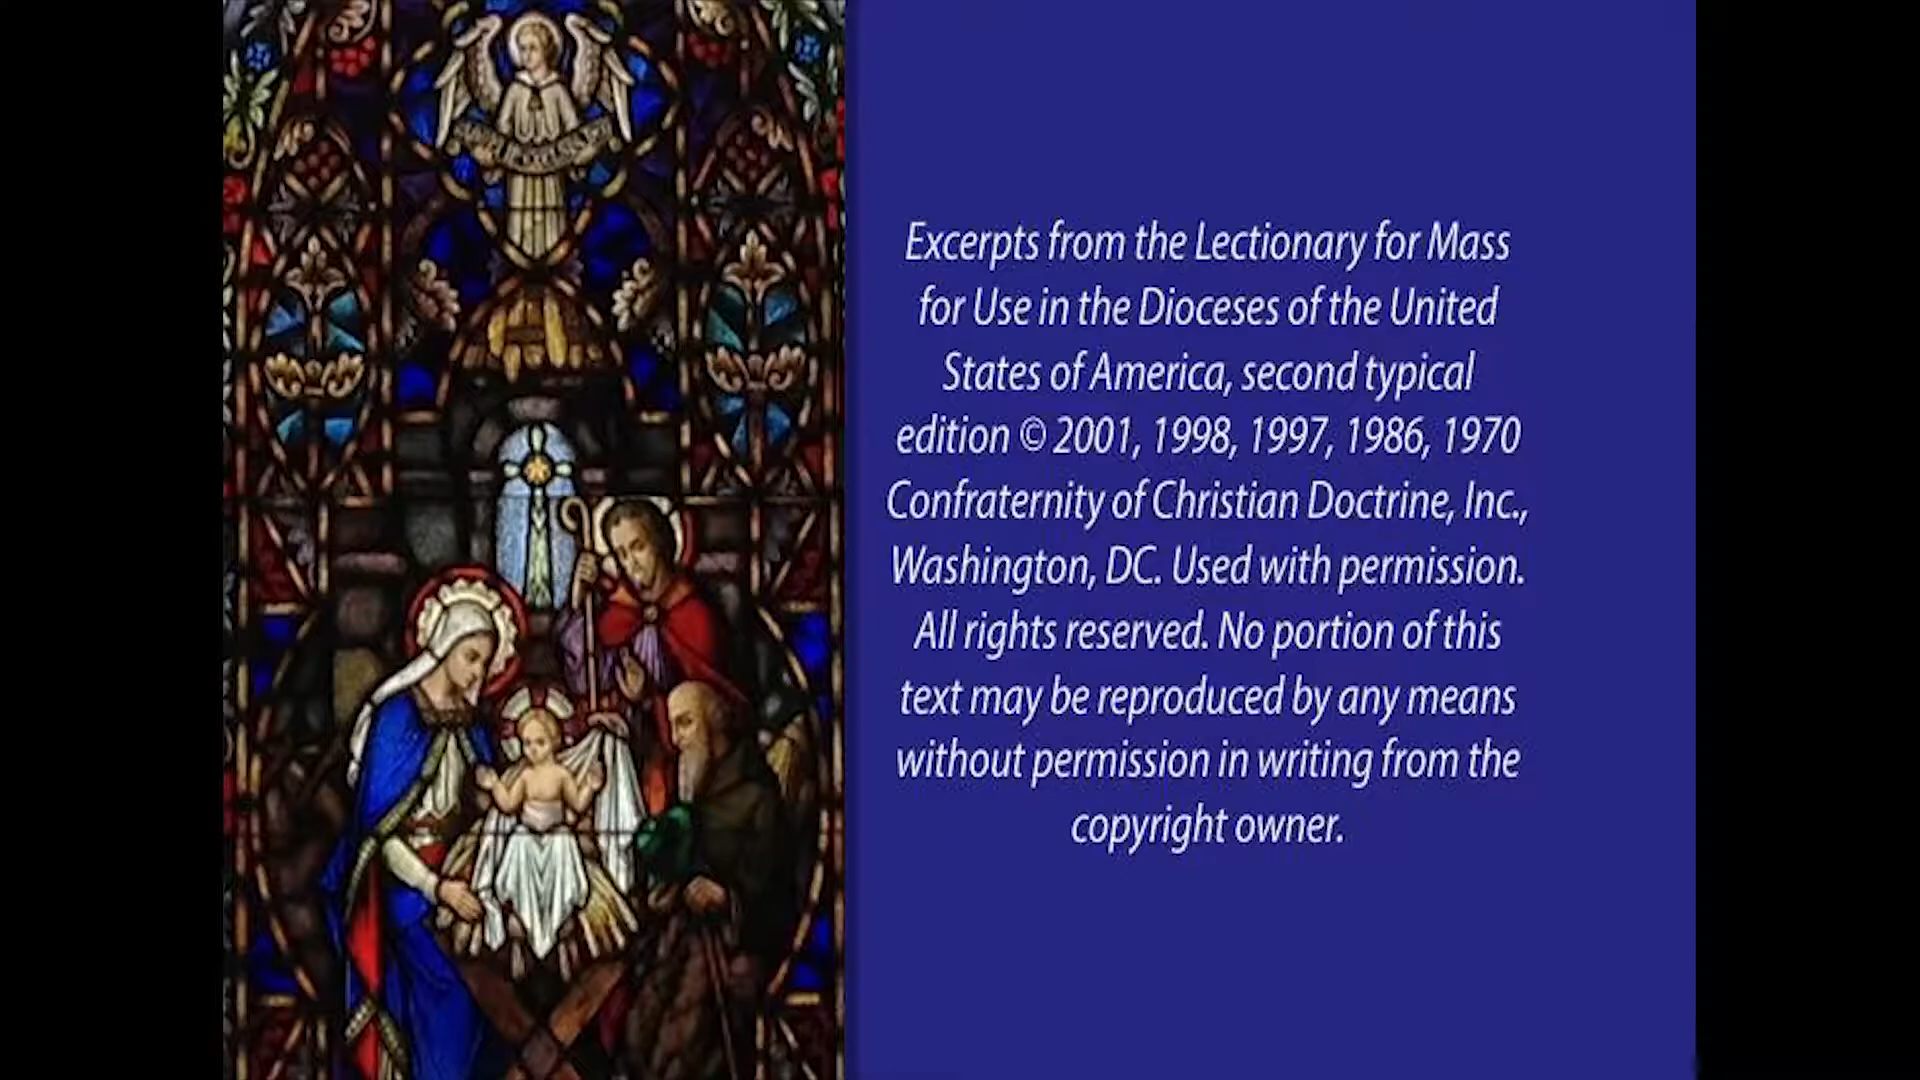 Excerpts from the Lectionary for Mass
for Use in the Dioceses of the United
States of America, second typical
edition © 2001, 1998, 1997, 1986, 1970
Confraternity of Christian Doctrine, Inc.,
Washington, DC. Used with permission.
All rights reserved. No portion of this
text may be reproduced by any means
without permission in writing from the
copyright owner.